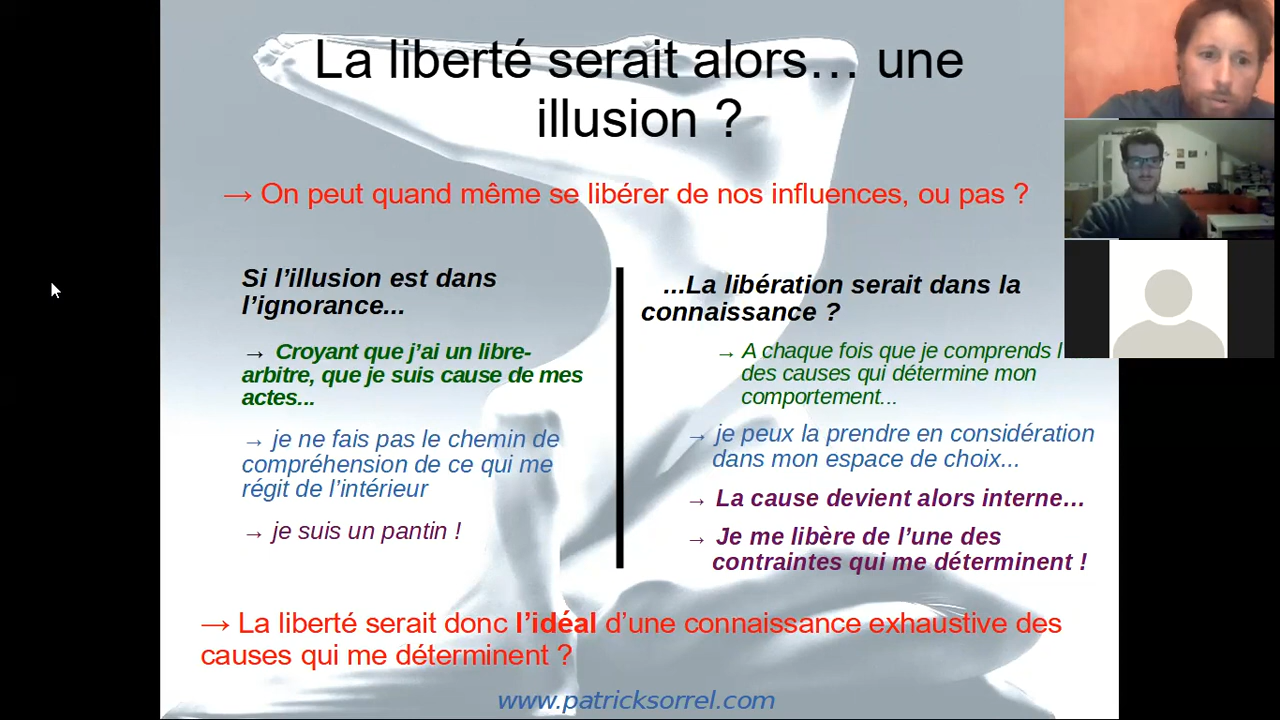 La liberté serait alors… une
illusion ?
→ On peut quand même se libérer de nos influences, ou pas ?
Si l’illusion est dans
l’ignorance...
→ Croyant que j’ai un libre-
arbitre, que je suis cause de mes
actes...
→ je ne fais pas le chemin de
compréhension de ce qui me
régit de l’intérieur
→ je suis un pantin !
...La libération serait dans la
connaissance ?
→ A chaque fois que je comprends l
des causes qui détermine mon
comportement...
→ je peux la prendre en considération
dans mon espace de choix...
→ La cause devient alors interne…
→ Je me libère de l’une des
contraintes qui me déterminent !
→ La liberté serait donc l’idéal d’une connaissance exhaustive des
causes qui me déterminent ?
www.patricksorrel.com